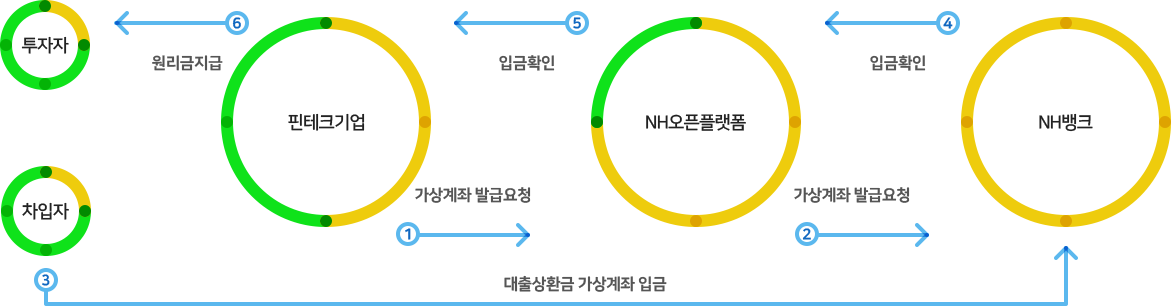 6
5
4
투자자
원리금지급
입금확인
입금확인
핀테크기업
NH오픈플랫폼
NH뱅크
차입자
가상계좌 발급요청
가상계좌 발급요청
1
2
3
대출상환금 가상계좌 입금